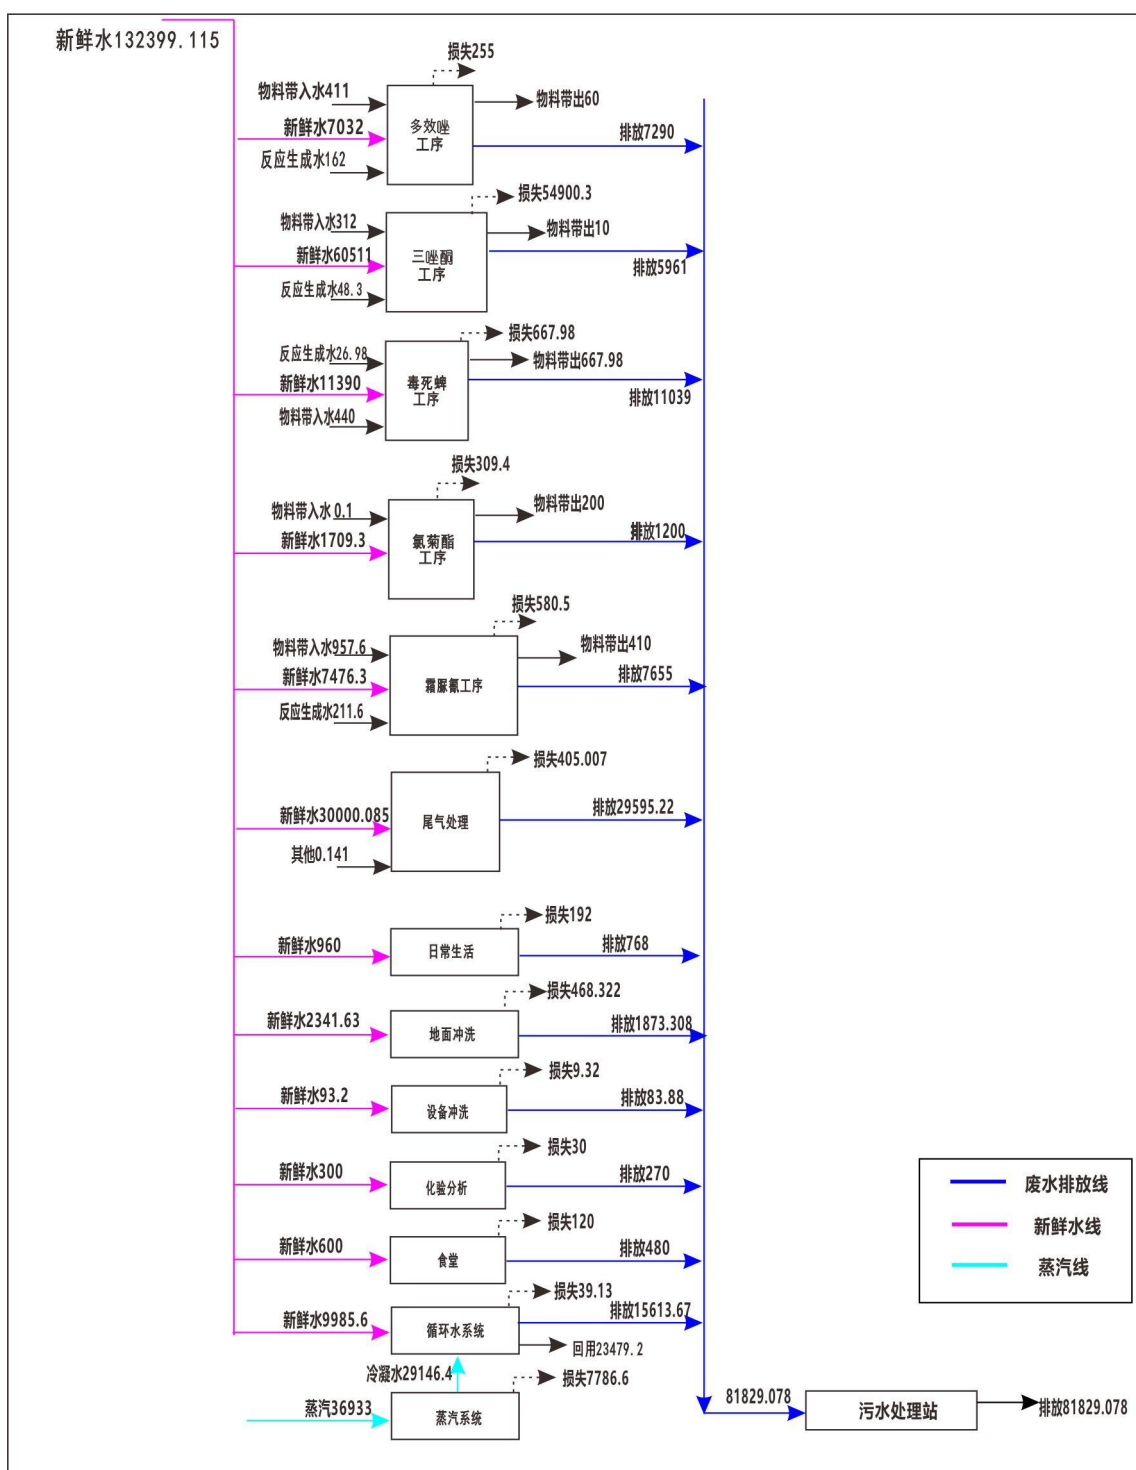 新鲜水132399.115
损失255
物料带入水411
物料带出60
新鲜水7032
多效唑
工序
排放7290
反应生成水162
损失54900.3
物料带入水312
物料带出10
新鲜水60511
三唑酮
工序
排放5961
反应生成水48.3
损失667.98
反应生成水26.98
物料带出667.98
新鲜水11390
毒死蜱
工序
排放11039
物料带入水440
损失309.4
物料带入水0.1
物料带出200
新鲜水1709.3
氯菊酯
工序
排放1200
损失580.5
物料带入水957.6
物料带出410
新鲜水7476.3
霜脲氰工序
排放7655
反应生成水211.6
损失405.007
新鲜水30000.085
尾气处理
排放29595.22
其他0.141
损失192
新鲜水960
日常生活
排放768
损失468.322
新鲜水2341.63
地面冲洗
排放1873.308
损失9.32
新鲜水93.2
设备冲洗
排放83.88
损失30
新鲜水300
化验分析
排放270
损失120
新鲜水600
食堂
排放480
损失39.13
新鲜水9985.6
循环水系统
排放15613.67
回用23479.2
冷凝水29146.4
损失7786.6
蒸汽36933
蒸汽系统
81829.078
污水处理站
排放81829.078
废水排放线
新鲜水线
蒸汽线